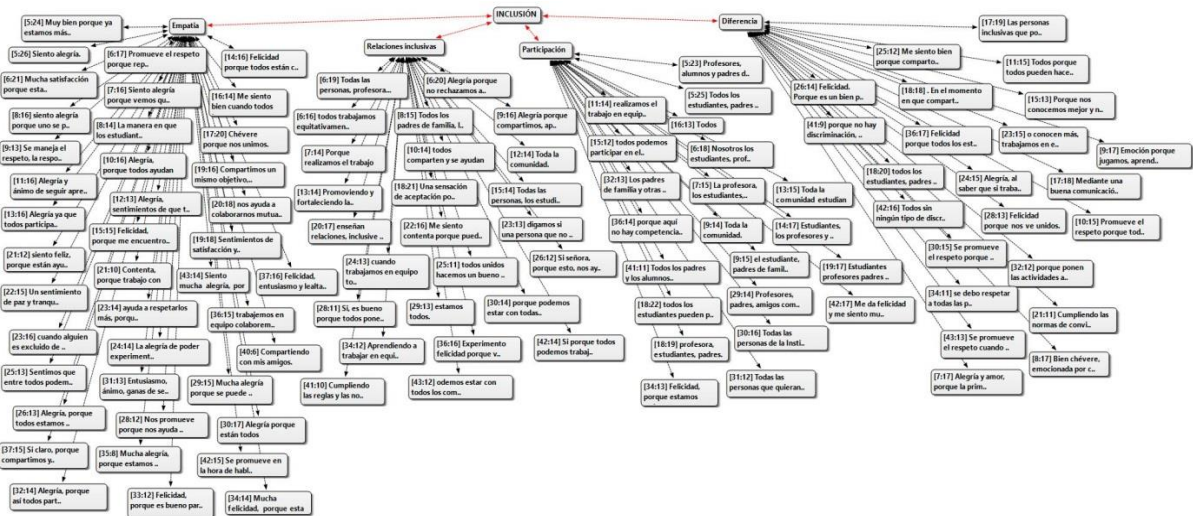 INCLUSIÓN
Empatía
Relaciones inclusivas
Participación
Diferencia
[5:24] Muy bien porque ya
estamos más..
[5:26] Siento alegría.
[6:21] Mucha satisfacción
porque esta..
[8:16] siento alegría
porque uno se p..
[9:13] Se maneja el
respeto, la respo..
[11:16] Alegría y
ánimo de seguir apre..
[13:16] Alegría ya que
todos participa..
[21:12] siento feliz,
porque están ayu..
[22:15] Un sentimiento
de paz y tranqu..
[23:16] cuando alguien
es excluido de ..
[25:13] Sentimos que
entre todos podem..
[26:13] Alegría, porque
todos estamos ..
[37:15] Si claro, porque
compartimos y..
[32:14] Alegría, porque
así todos part..
[6:17] Promueve el respeto
porque rep..
[7:16] Siento alegría
porque vemos qu..
[8:14] La manera en que
los estudiant..
[10:16] Alegría,
porque todos ayudan
[12:13] Alegría,
sentimientos de que t..
[15:15] Felicidad,
porque me encuentro..
[21:10] Contenta,
porque trabajo con
[23:14] ayuda a respetarlos
más, porqu..
[24:14] La alegría de poder
experiment..
[31:13] Entusiasmo,
ánimo, ganas de se..
[28:12] Nos promueve
porque nos ayuda ..
[35:8] Mucha alegría,
porque estamos ..
[33:12] Felicidad,
porque es bueno par..
[14:16] Felicidad
porque todos están c..
[16:14] Me siento
bien cuando todos
[17:20] Chévere
porque nos unimos.
[19:16] Compartimos un
mismo objetivo...
[20:18] nos ayuda a
colaborarnos mutua..
[19:18] Sentimientos de
satisfacción y..
[43:14] Siento
mucha alegría, por
[37:16] Felicidad,
entusiasmo y lealta..
[36:15] trabajemos en
equipo colaborem..
[40:6] Compartiendo
con mis amigos.
[29:15] Mucha alegría
porque se puede ..
[30:17] Alegría porque
están todos
[42:15] Se promueve en
la hora de habl..
[34:14] Mucha
felicidad, porque esta
[6:19] Todas las
personas, profesora...
[6:16] todos trabajamos
equitativamen..
[7:14] Porque
realizamos el trabajo
[13:14] Promoviendo y
fortaleciendo la..
[20:17] enseñan
relaciones, inclusive ..
[24:13] cuando
trabajamos en equipo
to..
[28:11] Si, es bueno
porque todos pone..
[34:12] Aprendiendo a
trabajar en equi..
[41:10] Cumpliendo
las reglas y las no..
[6:20] Alegría porque
no rechazamos a..
[8:15] Todos los
padres de familia, l..
[10:14] todos
comparten y se ayudan
[18:21] Una sensación
de aceptación po..
[22:16] Me siento
contenta porque pued..
[25:11] todos unidos
hacemos un bueno ..
[29:13] estamos
todos.
[36:16] Experimento
felicidad porque v..
[43:12] odemos estar con
todos los com..
[9:16] Alegría porque
compartimos, ap..
[12:14] Toda la
comunidad.
[15:14] Todas las
personas, los estudi..
[23:13] digamos si
una persona que no ..
[26:12] Si señora,
porque esto, nos ay..
[30:14] porque podemos
estar con todas..
[42:14] Si porque todos
podemos trabaj..
[5:23] Profesores,
alumnos y padres d..
[5:25] Todos los
estudiantes, padres ..
[11:14] realizamos el
trabajo en equip..
[16:13] Todos
[15:12] todos podemos
participar en el..
[6:18] Nosotros los
estudiantes, prof..
[32:13] Los padres
de familia y otras ..
[7:15] La profesora,
los estudiantes,..
[13:15] Toda la
comunidad estudian
[36:14] porque aquí
no hay competencia..
[9:14] Toda la
comunidad.
[14:17] Estudiantes,
los profesores y ..
[9:15] el estudiante,
padres de famil..
[41:11] Todos los padres
y los alumnos..
[19:17] Estudiantes
profesores padres ..
[29:14] Profesores,
padres, amigos com..
[18:22] todos los
estudiantes pueden p..
[42:17] Me da felicidad
y me siento mu..
[30:16] Todas las
personas de la Insti..
[18:19] profesora,
estudiantes, padres.
[31:12] Todas las
personas que quieran..
[34:13] Felicidad,
porque estamos
[17:19] Las personas
inclusivas que po..
[25:12] Me siento bien
porque comparto..
[11:15] Todos porque
todos pueden hace..
[26:14] Felicidad.
Porque es un bien p..
[18:18] . En el momento
en que compart..
[15:13] Porque nos
conocemos mejor y n..
[41:9] porque no hay
discriminación, ..
[36:17] Felicidad
porque todos los est..
[23:15] o conocen más,
trabajamos en e..
[9:17] Emoción porque
jugamos, aprend..
[18:20] todos los
estudiantes, padres ..
[24:15] Alegría, al
saber que si traba..
[17:18] Mediante una
buena comunicació..
[42:16] Todos sin
ningún tipo de discr..
[28:13] Felicidad
porque nos ve unidos.
[10:15] Promueve el
respeto porque tod..
[30:15] Se promueve
el respeto porque ..
[32:12] porque ponen
las actividades a..
[34:11] se debo respetar
a todas las p..
[21:11] Cumpliendo las
normas de convi..
[43:13] Se promueve
el respeto cuando ..
[8:17] Bien chévere,
emocionada por c..
[7:17] Alegría y amor,
porque la prim..